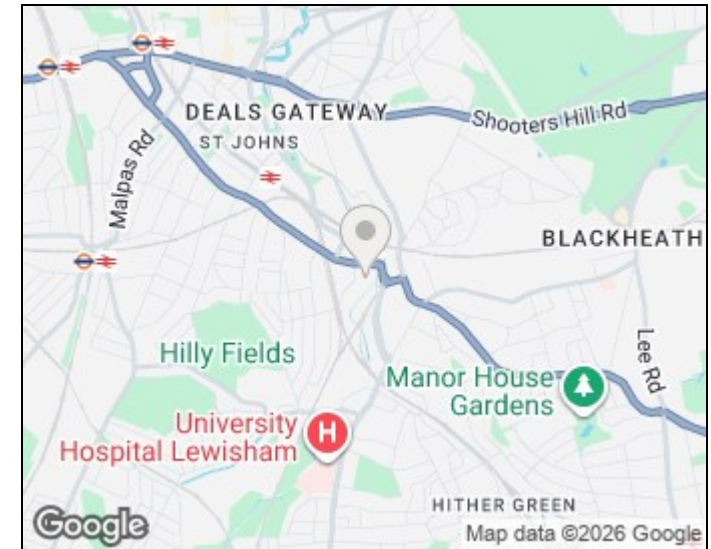 DEALS GATEWAY
ST JOHNS
Shooters Hill Rd
Malpas Rd
BLACKHEATH
Hilly Fields
Lee Rd
Manor House
Gardens
University
Hospital Lewisham
H
HITHER GREEN
Google
Map data ©2026 Google